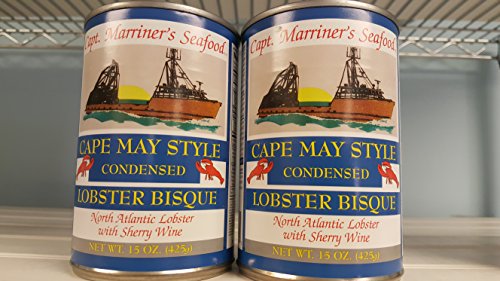 Capt. Marriner's Seafood
CAPE MAY STYLE
CONDENSED
LOBSTER BISQUE
North Atlantic Lobster
with Sherry Wine
NET WT. 15 OZ. (425g)
Capt. Marriner's Seafood
CAPE MAY STYLE
CONDENSED
LOBSTER BISQUE
North Atlantic Lobster
with Sherry Wine
NET WT. 15 OZ. (425g)